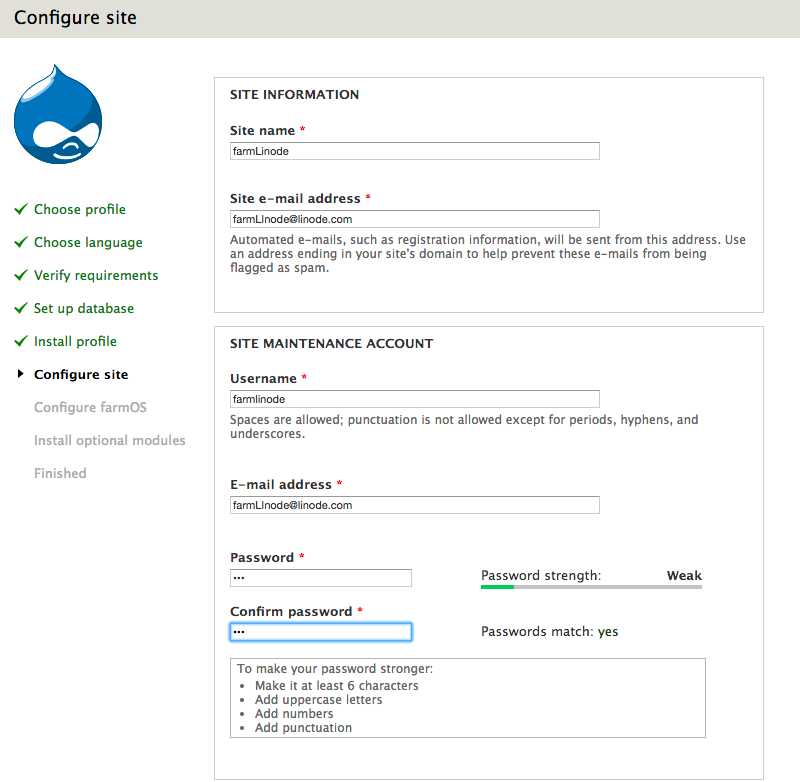 Configure site
Choose profile
Choose language
Verify requirements
Set up database
Install profile
Configure site
Configure farmOS
Install optional modules
Finished
SITE INFORMATION
Site name *
farmLinode
Site e-mail address *
farmLInode@linode.com
Automated e-mails, such as registration information, will be sent from this address. Use
an address ending in your site's domain to help prevent these e-mails from being
flagged as spam.
SITE MAINTENANCE ACCOUNT
Username *
farmlinode
Spaces are allowed; punctuation is not allowed except for periods, hyphens, and
underscores.
E-mail address *
farmLInode@linode.com
Password *
•••
Password strength: Weak
Confirm password *
•••
Passwords match: yes
To make your password stronger:
• Make it at least 6 characters
• Add uppercase letters
• Add numbers
• Add punctuation